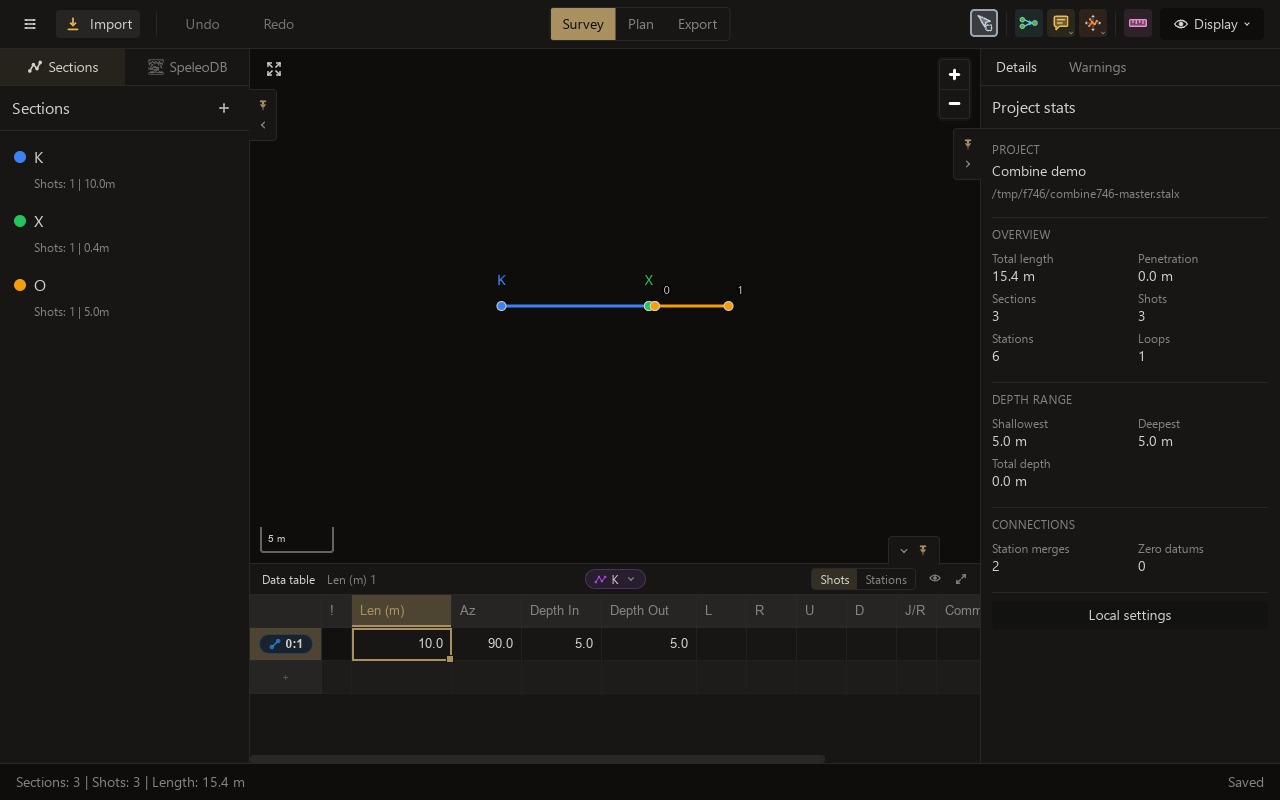 Import
Undo
Redo
Survey
Plan
Export
Display
Sections
SpeleoDB
Details
Warnings
Sections
+
Project stats
K
Shots: 1 | 10.0m
X
Shots: 1 | 0.4m
O
Shots: 1 | 5.0m
PROJECT
Combine demo
/tmp/f746/combine746-master.stalx
OVERVIEW
Total length
Penetration
15.4 m
0.0 m
Sections
Shots
3
3
Stations
Loops
6
1
DEPTH RANGE
Shallowest
Deepest
5.0 m
5.0 m
Total depth
0.0 m
CONNECTIONS
Station merges
Zero datums
2
0
Local settings
K
X
0
1
5 m
Data table
Len (m) 1
K
Shots
Stations
!
Len (m)
Az
Depth In
Depth Out
L
R
U
D
J/R
Comm
0:1
10.0
90.0
5.0
5.0
+
Sections: 3 | Shots: 3 | Length: 15.4 m
Saved